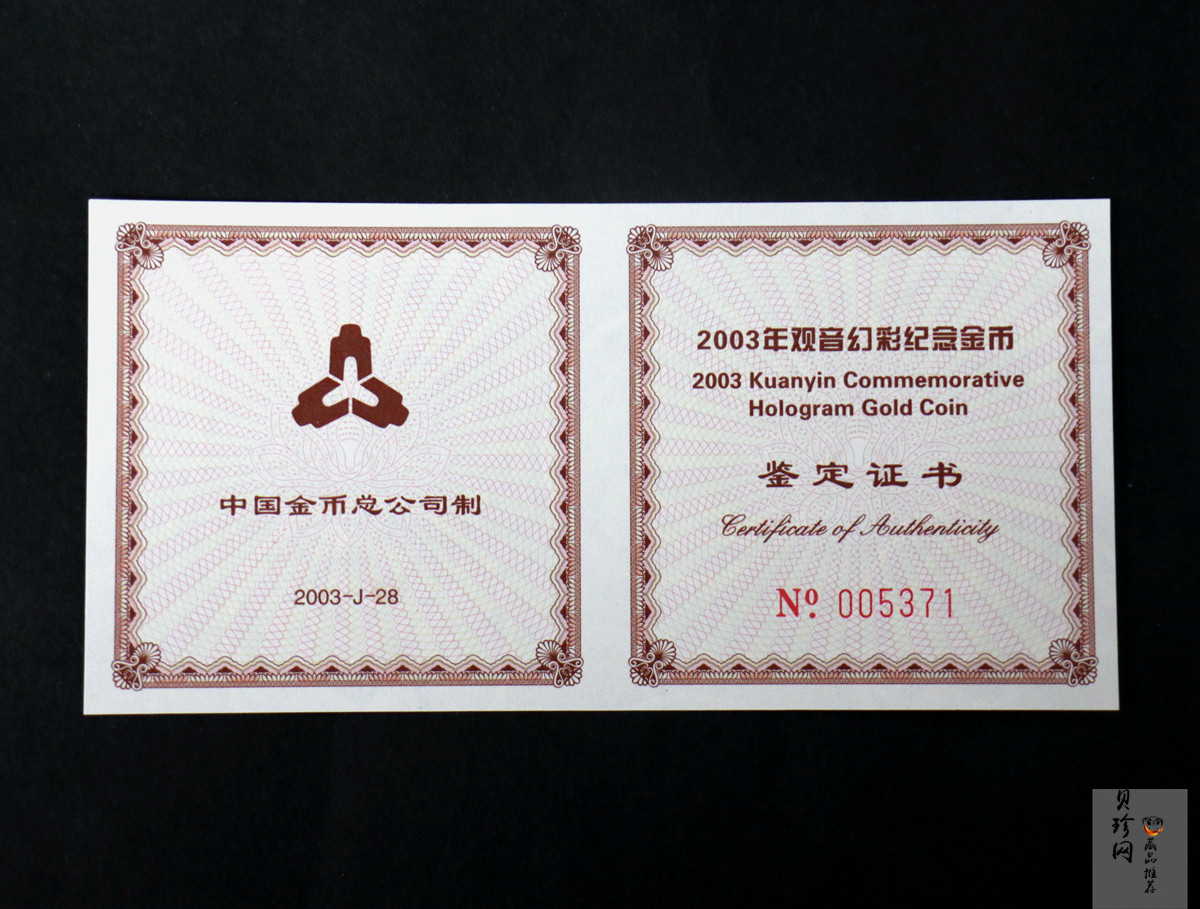 中国金币总公司制
2003-J-28
2003年观音幻彩纪念金币
2003 Kuanyin Commemorative
Hologram Gold Coin
鉴定证书
Certificate of Authenticity
Nº 005371
贝珍网
藏品推荐